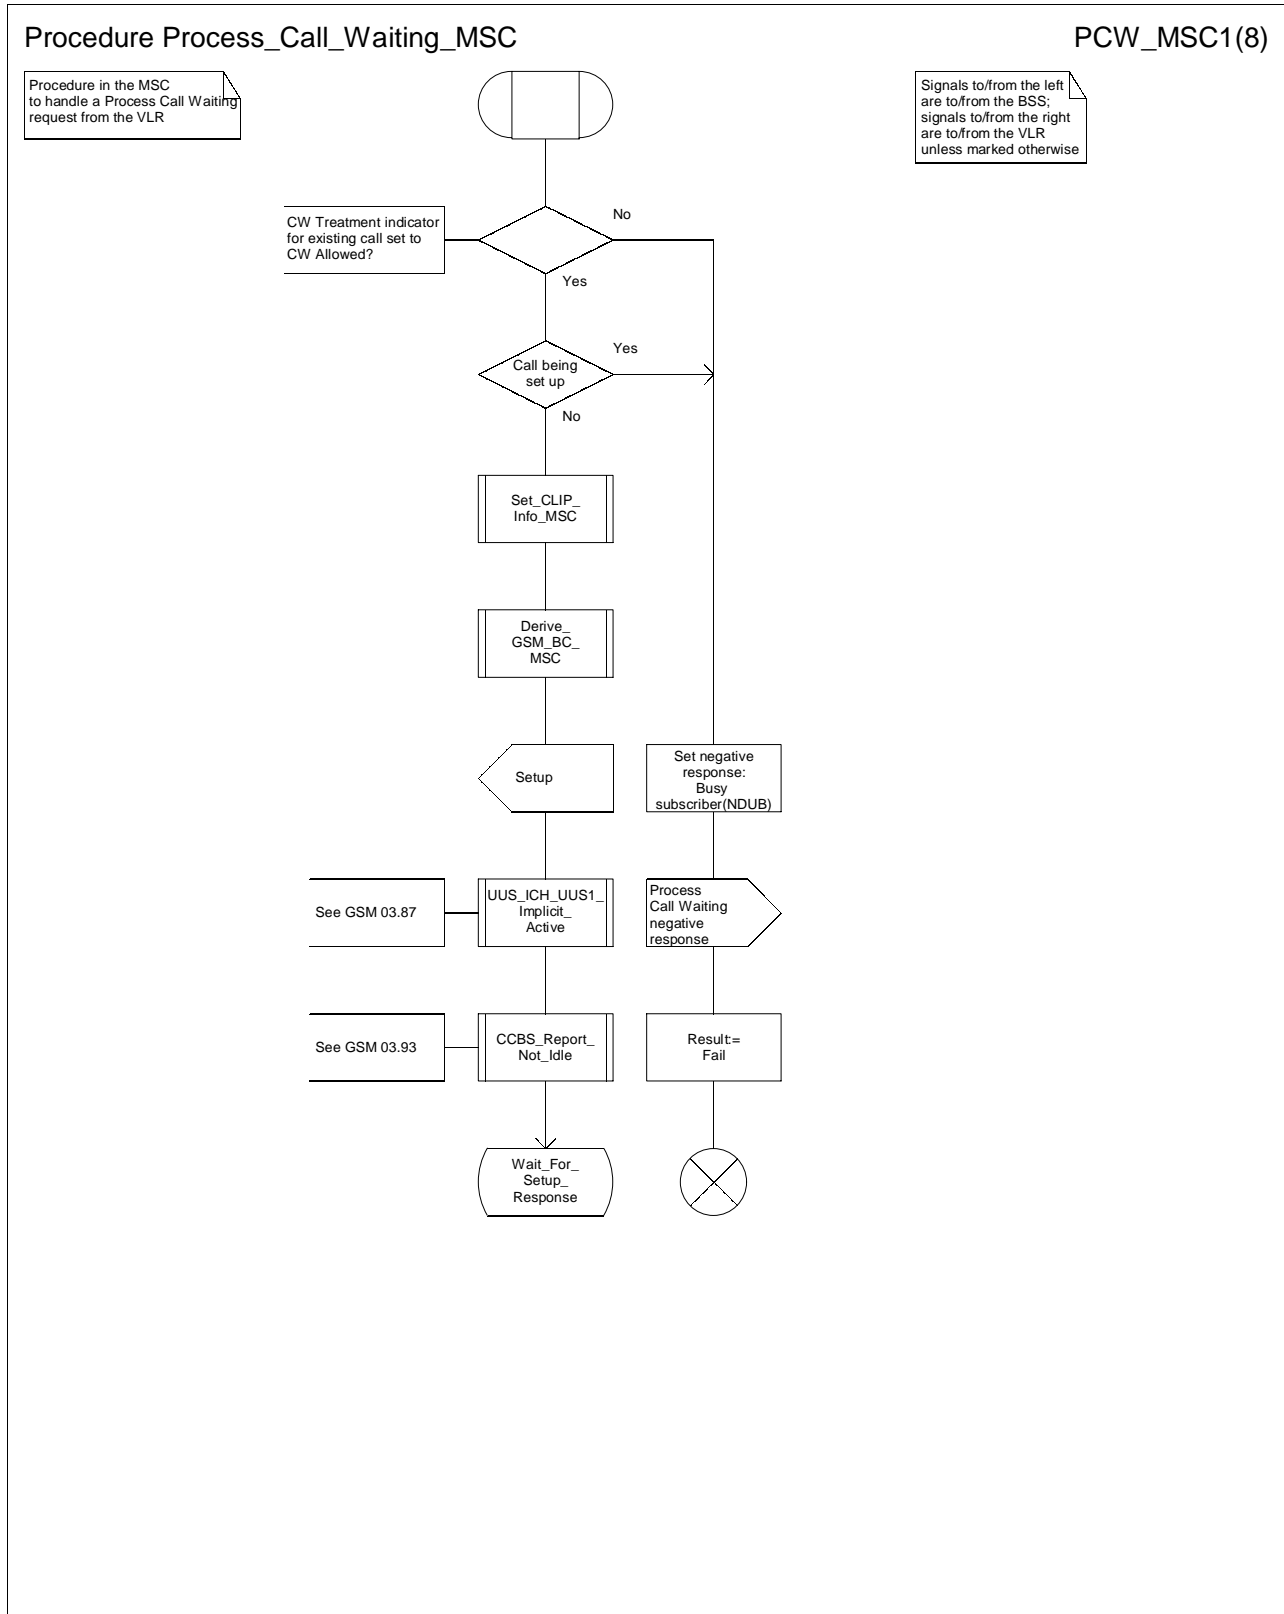 Procedure Process_Call_Waiting_MSC
PCW_MSC1(8)
Procedure in the MSC
to handle a Process Call Waiting
request from the VLR
Signals to/from the left
are to/from the BSS;
signals to/from the right
are to/from the VLR
unless marked otherwise
CW Treatment indicator
for existing call set to
CW Allowed?
No
Yes
Call being
set up
Yes
No
Set_CLIP_
Info_MSC
Derive_
GSM_BC_
MSC
Setup
Set negative
response:
Busy
subscriber(NDUB)
See GSM 03.87
UUS_ICH_UUS1_
Implicit_
Active
Process
Call Waiting
negative
response
See GSM 03.93
CCBS_Report_
Not_Idle
Result:=
Fail
Wait_For_
Setup_
Response